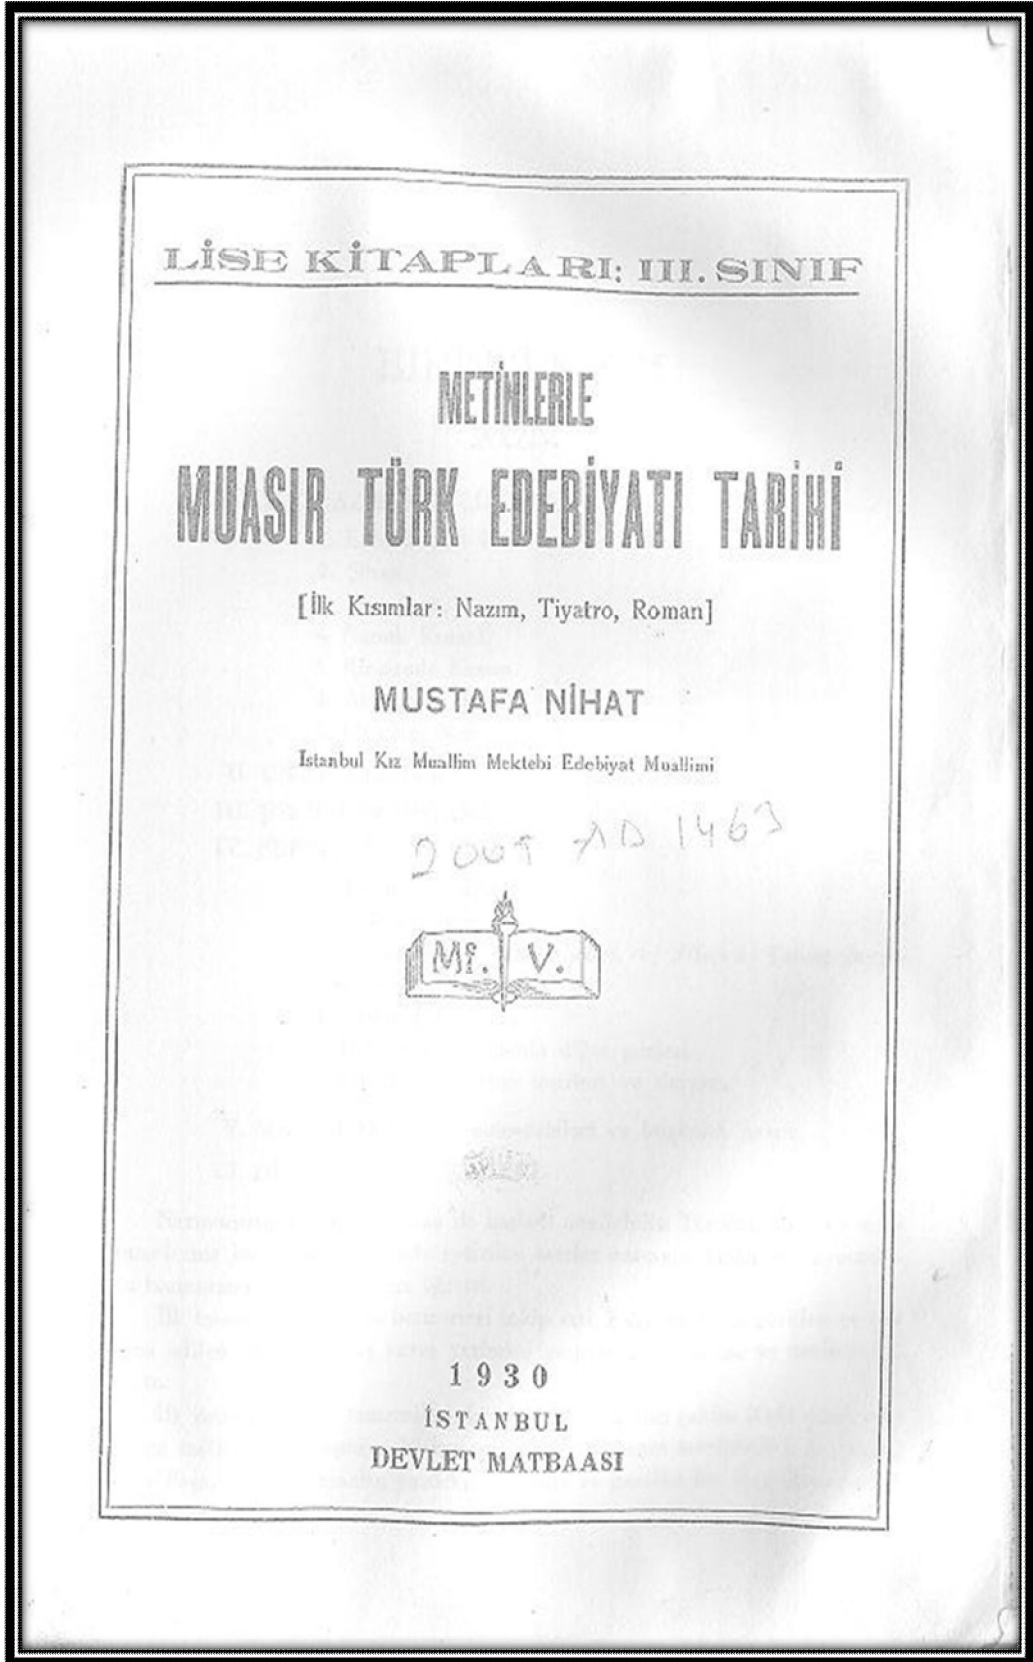 LİSE KİTAPLARI: III. SINIF
METİNLERLE
MUASIR TÜRK EDEBİYATI TARİHİ
[İlk Kısımlar: Nazım, Tiyatro, Roman]
MUSTAFA NİHAT
İstanbul Kız Muallim Mektebi Edebiyat Muallimi
AD 1463
Mf. V.
1930
İSTANBUL
DEVLET MATBAASI